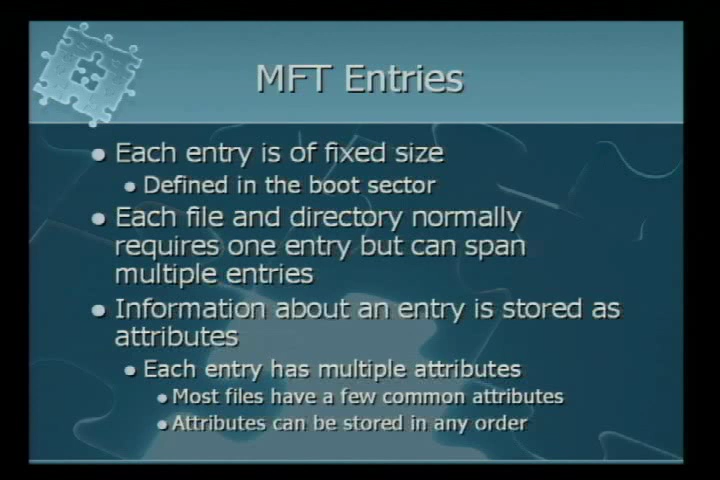 MFT Entries
Each entry is of fixed size
Defined in the boot sector
Each file and directory normally
requires one entry but can span
multiple entries
Information about an entry is stored as
attributes
Each entry has multiple attributes
Most files have a few common attributes
Attributes can be stored in any order